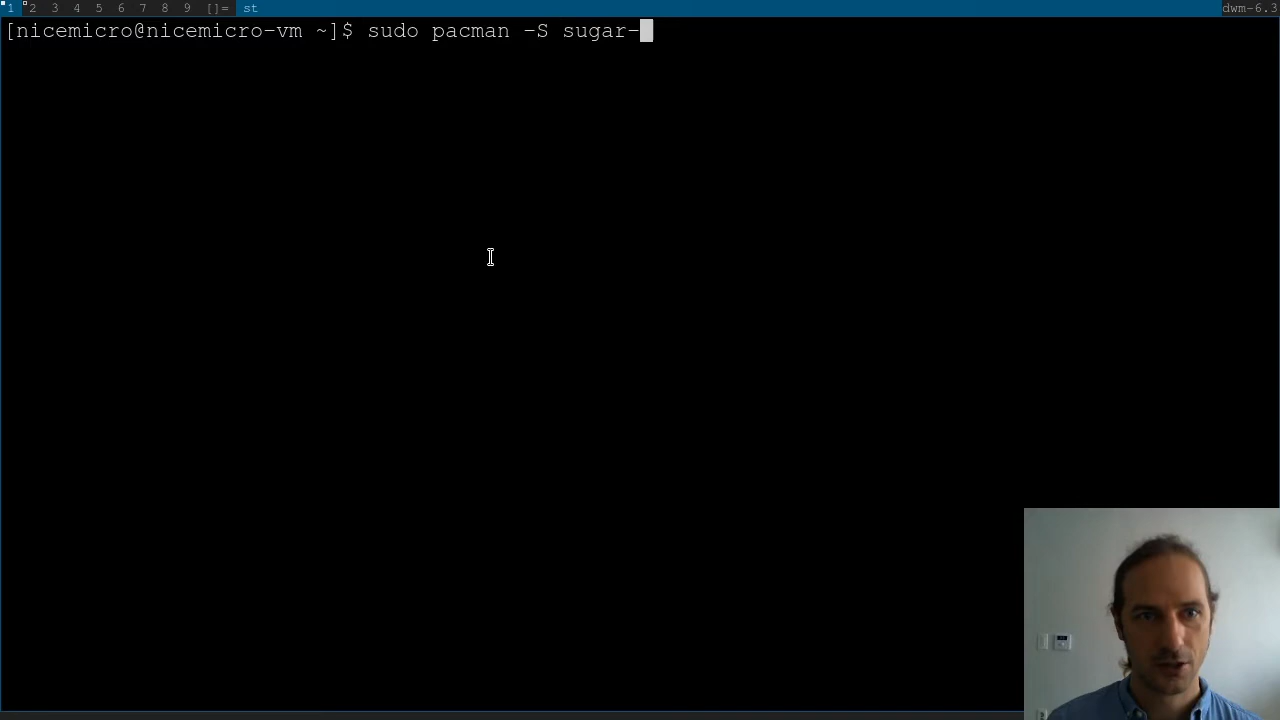 1 2 3 4 5 6 7 8 9 []= st dwm-6.3
[nicemicro@nicemicro-vm ~]$ sudo pacman -S sugar-